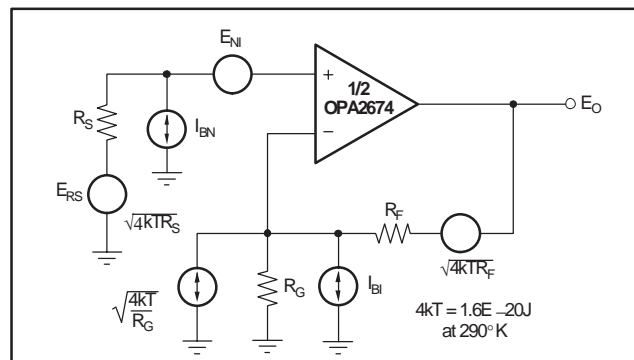 E_NI
+
1/2
OPA2674
−
E_O
R_S
I_BN
E_RS
√4kTR_S
R_F
√4kTR_F
√4kT/R_G
R_G
I_BI
4kT = 1.6E −20J
at 290° K